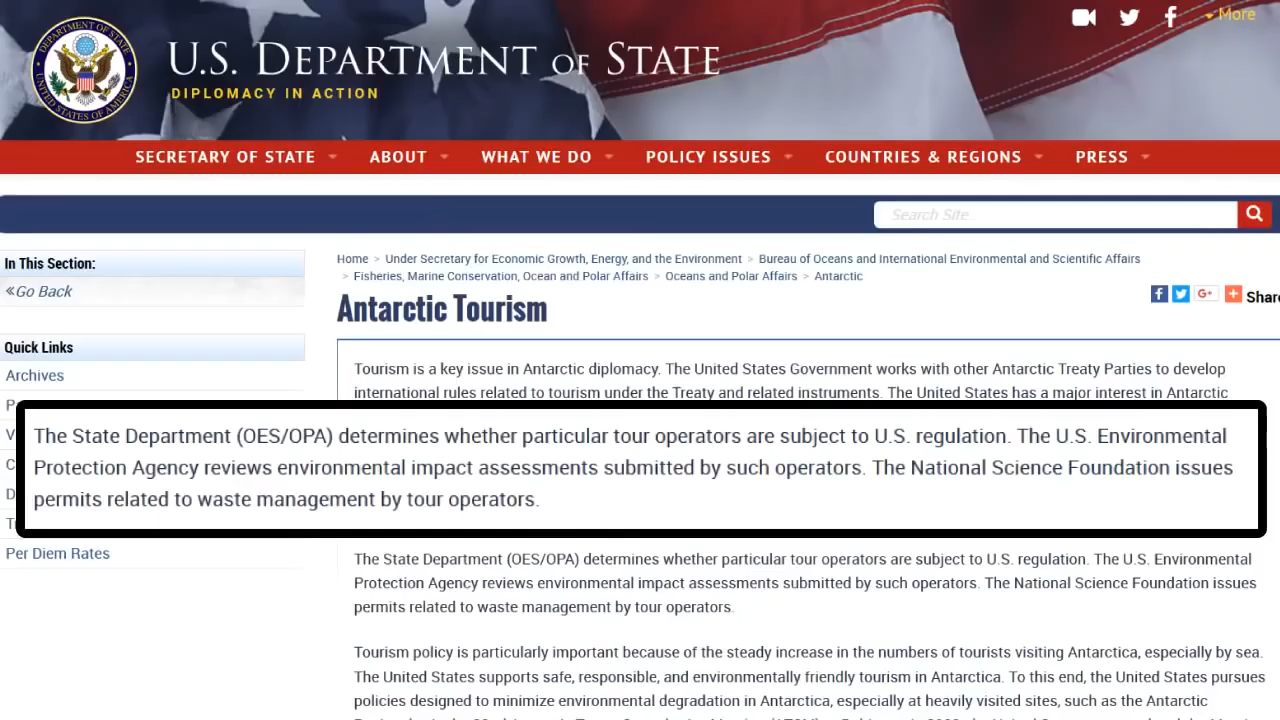 DEPARTMENT OF STATE
UNITED STATES OF AMERICA
U.S. DEPARTMENT OF STATE
DIPLOMACY IN ACTION
More
SECRETARY OF STATE ABOUT WHAT WE DO POLICY ISSUES COUNTRIES & REGIONS PRESS
Search Site..
In This Section:
«Go Back
Quick Links
Archives
Per Diem Rates
Home > Under Secretary for Economic Growth, Energy, and the Environment > Bureau of Oceans and International Environmental and Scientific Affairs
> Fisheries, Marine Conservation, Ocean and Polar Affairs > Oceans and Polar Affairs > Antarctic
Share
Antarctic Tourism
Tourism is a key issue in Antarctic diplomacy. The United States Government works with other Antarctic Treaty Parties to develop
international rules related to tourism under the Treaty and related instruments. The United States has a major interest in Antarctic
The State Department (OES/OPA) determines whether particular tour operators are subject to U.S. regulation. The U.S. Environmental
Protection Agency reviews environmental impact assessments submitted by such operators. The National Science Foundation issues
permits related to waste management by tour operators.
The State Department (OES/OPA) determines whether particular tour operators are subject to U.S. regulation. The U.S. Environmental
Protection Agency reviews environmental impact assessments submitted by such operators. The National Science Foundation issues
permits related to waste management by tour operators.
Tourism policy is particularly important because of the steady increase in the numbers of tourists visiting Antarctica, especially by sea.
The United States supports safe, responsible, and environmentally friendly tourism in Antarctica. To this end, the United States pursues
policies designed to minimize environmental degradation in Antarctica, especially at heavily visited sites, such as the Antarctic